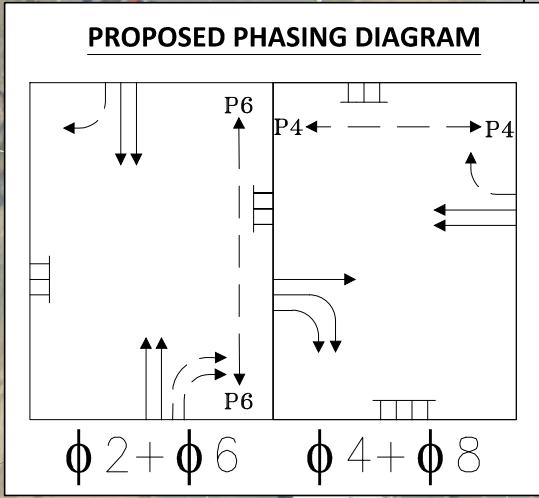 PROPOSED PHASING DIAGRAM
P6
P4 P4
P6
ϕ 2+ϕ 6 ϕ 4+ϕ 8